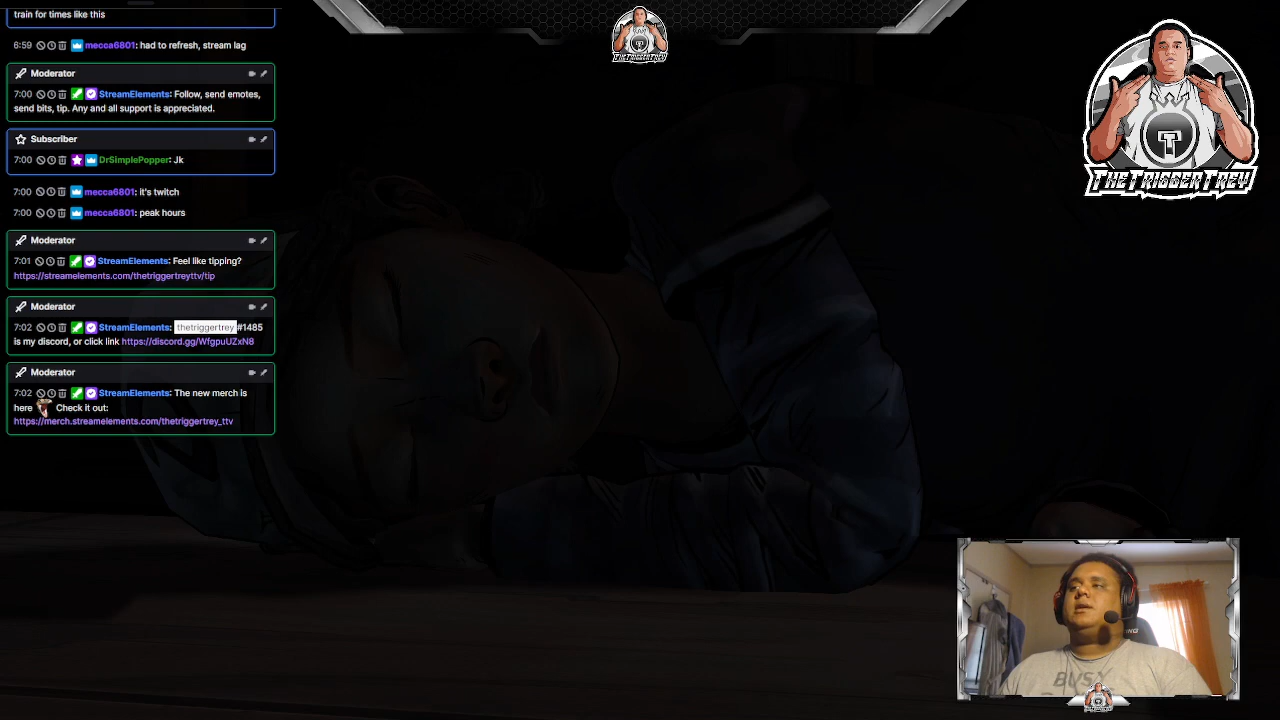 train for times like this
6:59 mecca6801: had to refresh, stream lag
Moderator
7:00 StreamElements: Follow, send emotes,
send bits, tip. Any and all support is appreciated.
Subscriber
7:00 DrSimplePopper: Jk
7:00 mecca6801: it's twitch
7:00 mecca6801: peak hours
Moderator
7:01 StreamElements: Feel like tipping?
https://streamelements.com/thetriggertreyttv/tip
Moderator
7:02 StreamElements: thetriggertrey #1485
is my discord, or click link https://discord.gg/WfgpuUZxN8
Moderator
7:02 StreamElements: The new merch is
here Check it out:
https://merch.streamelements.com/thetriggertrey_ttv
THETRIGGERTREY
T
THETRIGGERTREY
BUSY